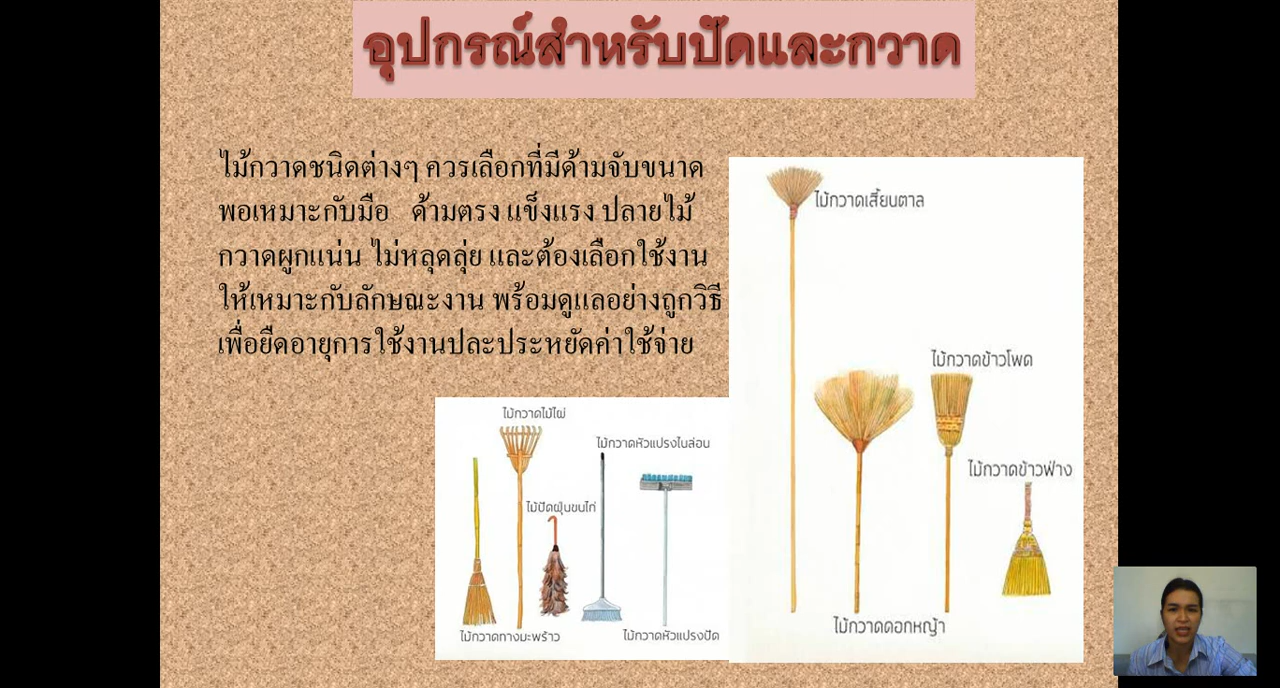 อุปกรณ์สำหรับปัดและกวาด
ไม้กวาดชนิดต่างๆ ควรเลือกที่มีด้ามจับขนาด
พอเหมาะกับมือ ด้ามตรง แข็งแรง ปลายไม้
กวาดผูกแน่น ไม่หลุดลุ่ย และต้องเลือกใช้งาน
ให้เหมาะกับลักษณะงาน พร้อมดูแลอย่างถูกวิธี
เพื่อยืดอายุการใช้งานปละประหยัดค่าใช้จ่าย
ไม้กวาดเสี้ยนตาล
ไม้กวาดข้าวโพด
ไม้กวาดข้าวฟ่าง
ไม้กวาดดอกหญ้า
ไม้กวาดไม้ไผ่
ไม้กวาดหัวแปรงไนล่อน
ไม้ปัดฝุ่นขนไก่
ไม้กวาดทางมะพร้าว
ไม้กวาดหัวแปรงปัด